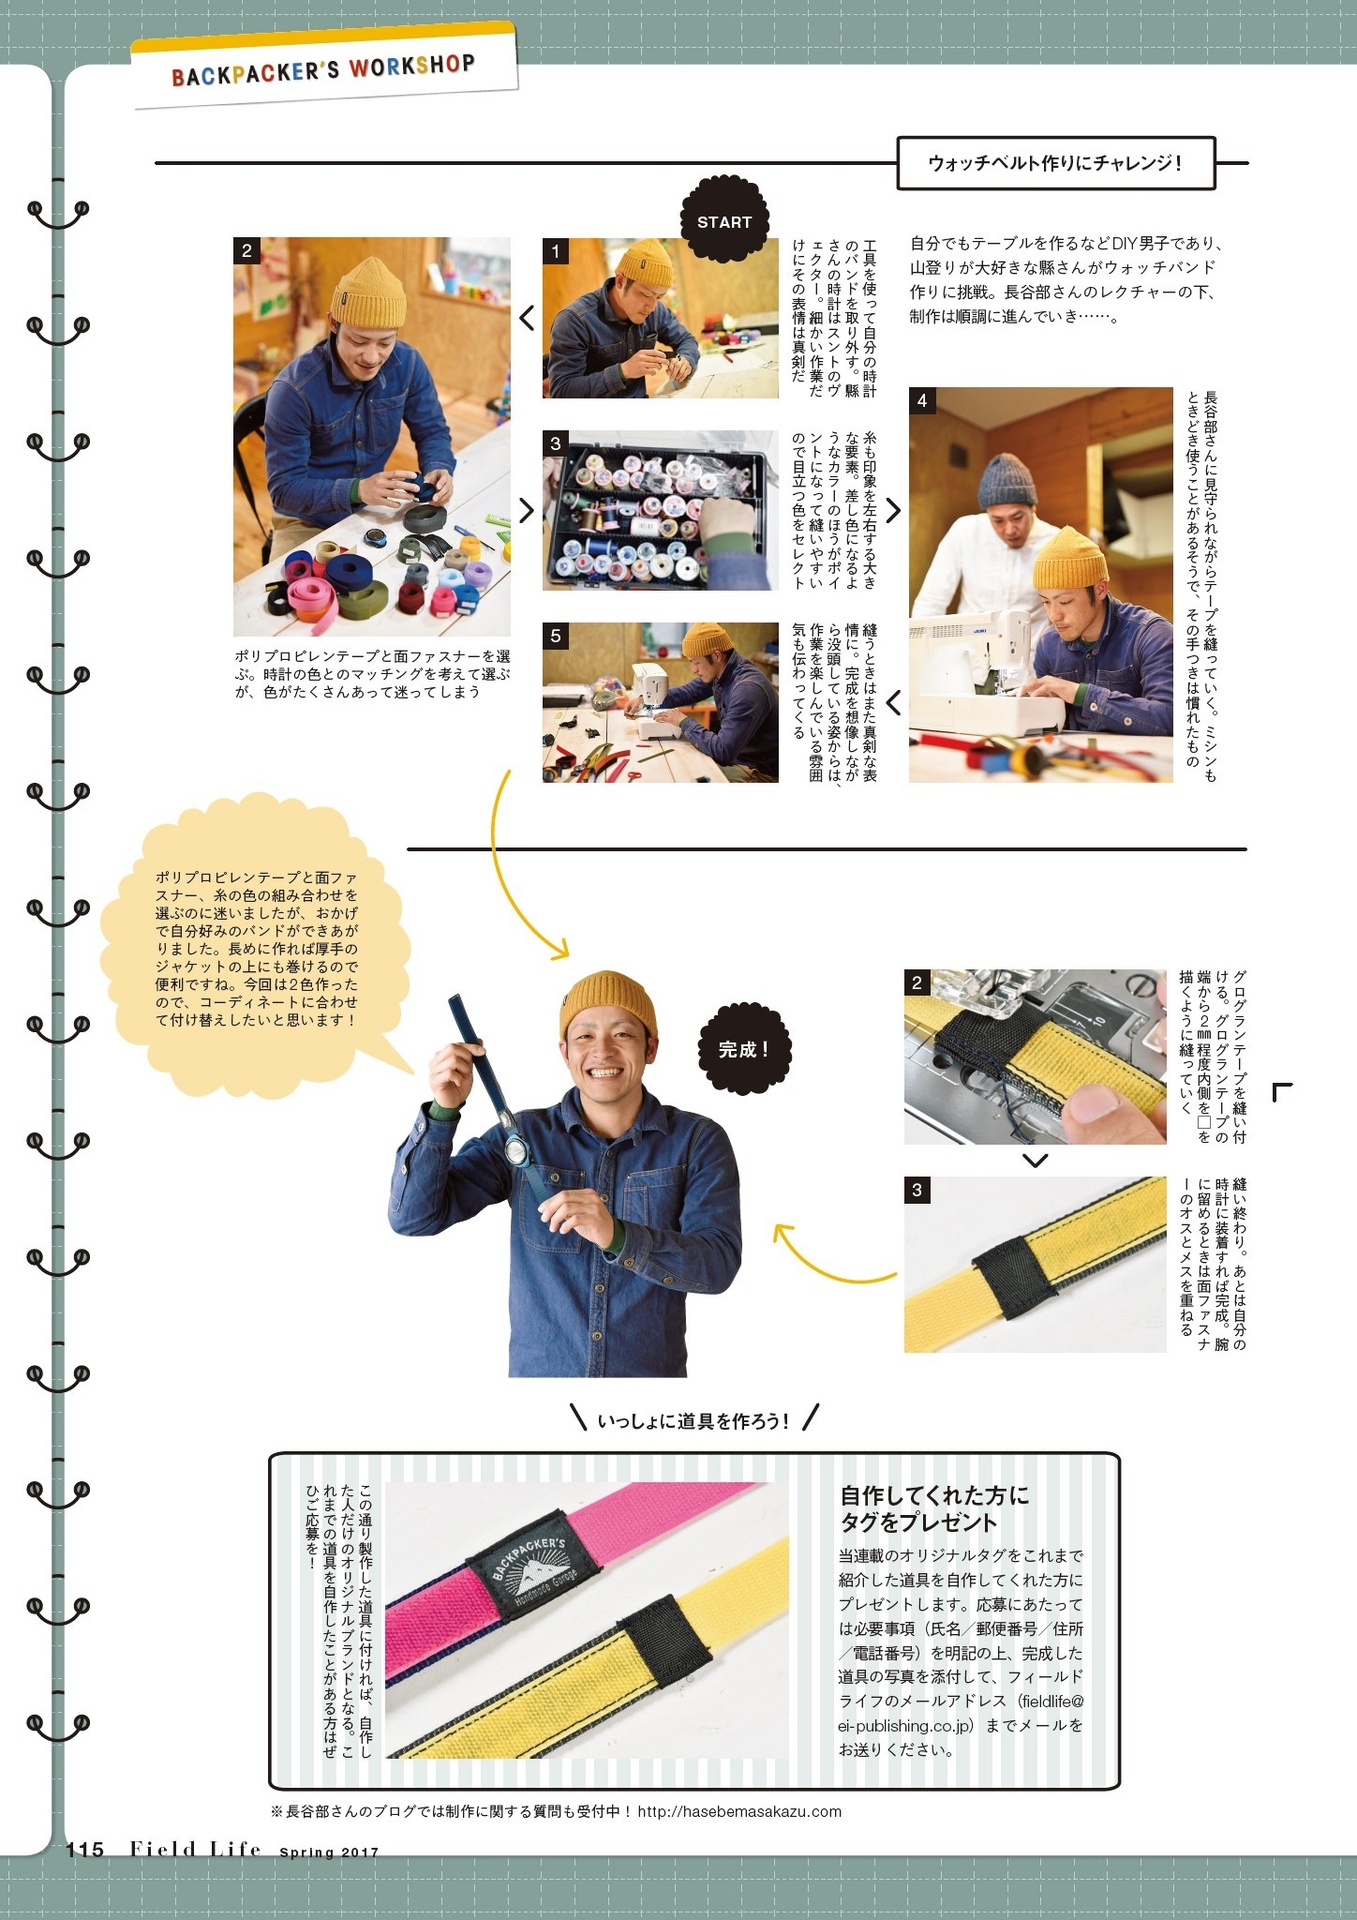 BACKPACKER'S WORKSHOP
ウォッチベルト作りにチャレンジ！
自分でもテーブルを作るなどDIY男子であり、
山登りが大好きな縣さんがウォッチバンド
作りに挑戦。長谷部さんのレクチャーの下、
制作は順調に進んでいき……。
START
1
工具を使って自分の時計
のバンドを取り外す。縣
さんの時計はスントのヴ
ェクター。細かい作業だ
けにその表情は真剣だ
2
ポリプロピレンテープと面ファスナーを選
ぶ。時計の色とのマッチングを考えて選ぶ
が、色がたくさんあって迷ってしまう
3
糸も印象を左右する大き
な要素。差し色になるよ
うなカラーのほうがポイ
ントになって縫いやすい
ので目立つ色をセレクト
4
長谷部さんに見守られながらテープを縫っていく。ミシンも
ときどき使うことがあるそうで、その手つきは慣れたもの
5
縫うときはまた真剣な表
情に。完成を想像しなが
ら没頭している姿からは、
作業を楽しんでいる雰囲
気も伝わってくる
ポリプロピレンテープと面ファ
スナー、糸の色の組み合わせを
選ぶのに迷いましたが、おかげ
で自分好みのバンドができあが
りました。長めに作れば厚手の
ジャケットの上にも巻けるので
便利ですね。今回は2色作った
ので、コーディネートに合わせ
て付け替えしたいと思います！
完成！
2
グログランテープを縫い付
ける。グログランテープの
端から2㎜程度内側を□を
描くように縫っていく
3
縫い終わり。あとは自分の
時計に装着すれば完成。腕
に留めるときは面ファスナ
ーのオスとメスを重ねる
いっしょに道具を作ろう！
自作してくれた方に
タグをプレゼント
当連載のオリジナルタグをこれまで
紹介した道具を自作してくれた方に
プレゼントします。応募にあたって
は必要事項（氏名／郵便番号／住所
／電話番号）を明記の上、完成した
道具の写真を添付して、フィールド
ライフのメールアドレス（fieldlife@
ei-publishing.co.jp）までメールを
お送りください。
BACKPACKER'S
Handmade Garage
この通り製作した道具に付ければ、自作し
た人だけのオリジナルブランドとなる。こ
れまでの道具を自作したことがある方はぜ
ひご応募を！
※長谷部さんのブログでは制作に関する質問も受付中！http://hasebemasakazu.com
115 Field Life Spring 2017